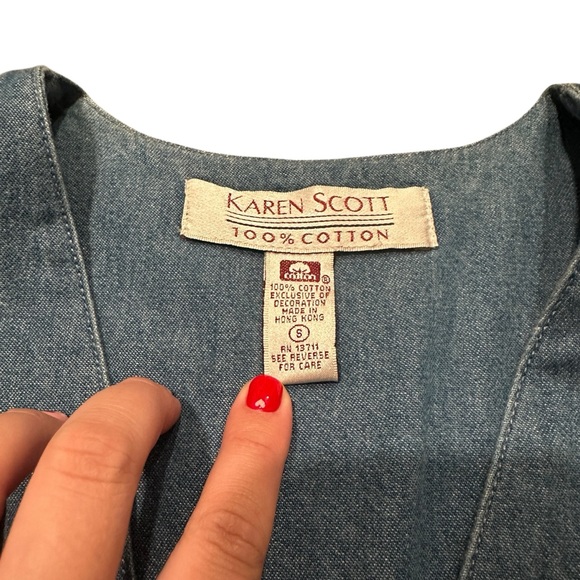 KAREN SCOTT
100% COTTON
cotton ®
100% COTTON
EXCLUSIVE OF
DECORATION
MADE IN
HONG KONG
S
RN 13711
SEE REVERSE
FOR CARE